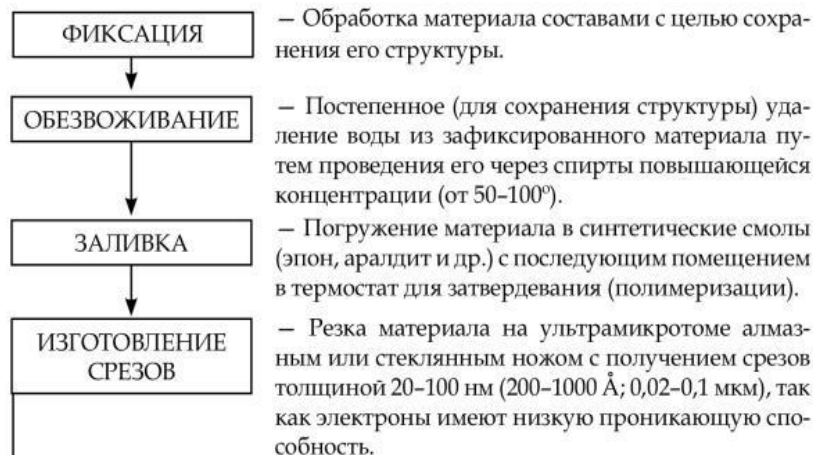 ФИКСАЦИЯ
— Обработка материала составами с целью сохра-
нения его структуры.
ОБЕЗВОЖИВАНИЕ
— Постепенное (для сохранения структуры) уда-
ление воды из зафиксированного материала пу-
тем проведения его через спирты повышающейся
концентрации (от 50–100º).
ЗАЛИВКА
— Погружение материала в синтетические смолы
(эпон, аралдит и др.) с последующим помещением
в термостат для затвердевания (полимеризации).
ИЗГОТОВЛЕНИЕ
СРЕЗОВ
— Резка материала на ультрамикротоме алмаз-
ным или стеклянным ножом с получением срезов
толщиной 20–100 нм (200–1000 Å; 0,02–0,1 мкм), так
как электроны имеют низкую проникающую спо-
собность.